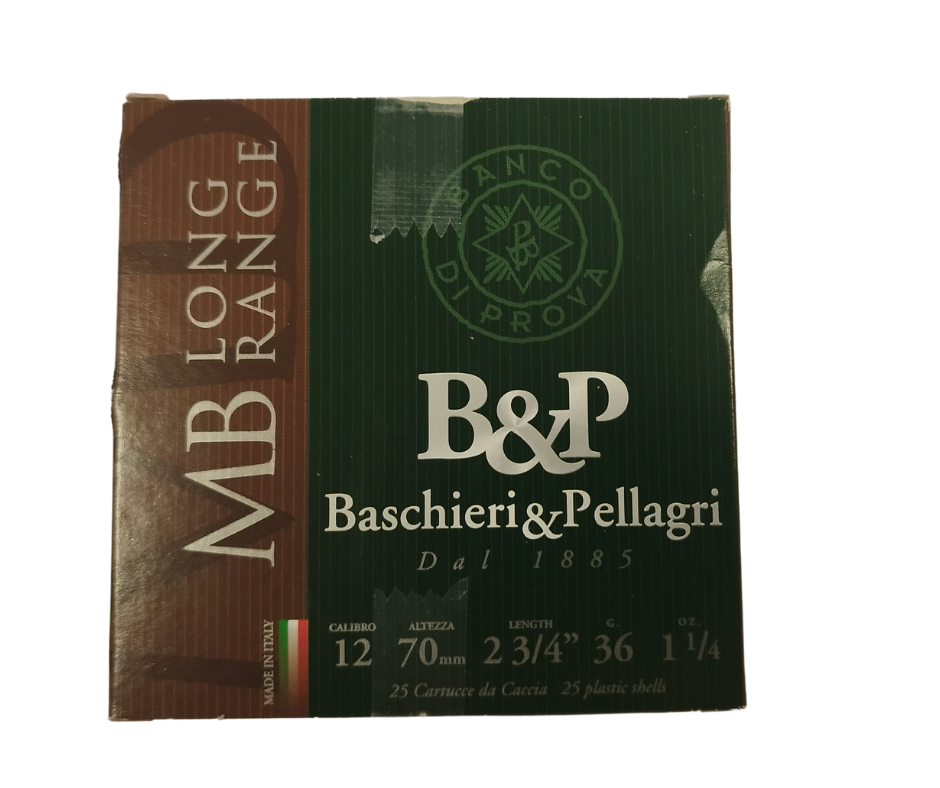 MB LONG
RANGE
MADE IN ITALY
BANCO
DI PROVA
B&P
Baschieri&Pellagri
Dal 1885
CALIBRO ALTEZZA LENGTH G. OZ.
12 70mm 2 3/4” 36 1 1/4
25 Cartucce da Caccia 25 plastic shells